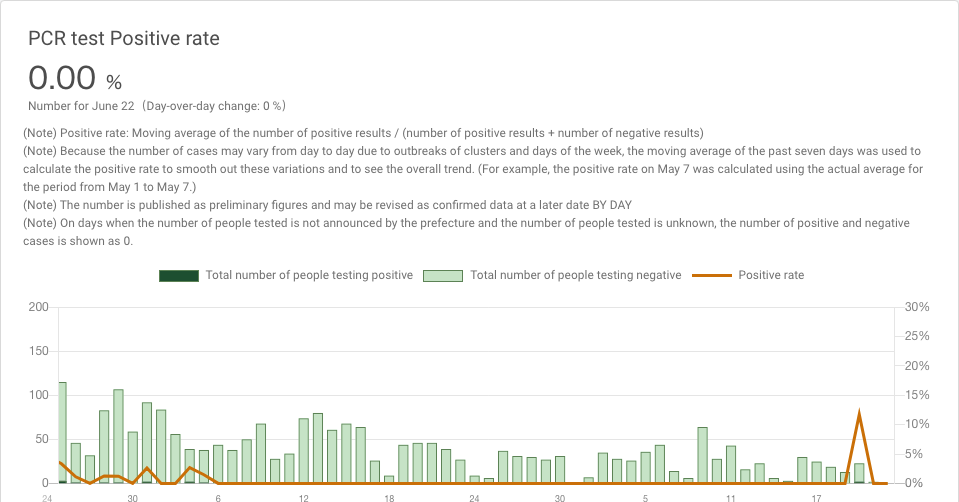 PCR test Positive rate
0.00 %
Number for June 22 (Day-over-day change: 0 %)
(Note) Positive rate: Moving average of the number of positive results / (number of positive results + number of negative results)
(Note) Because the number of cases may vary from day to day due to outbreaks of clusters and days of the week, the moving average of the past seven days was used to
calculate the positive rate to smooth out these variations and to see the overall trend. (For example, the positive rate on May 7 was calculated using the actual average for
the period from May 1 to May 7.)
(Note) The number is published as preliminary figures and may be revised as confirmed data at a later date BY DAY
(Note) On days when the number of people tested is not announced by the prefecture and the number of people tested is unknown, the number of positive and negative
cases is shown as 0.
Total number of people testing positive Total number of people testing negative Positive rate
200 30%
25%
150 20%
100 15%
10%
50 5%
0 0%
24 30 6 12 18 24 30 5 11 17